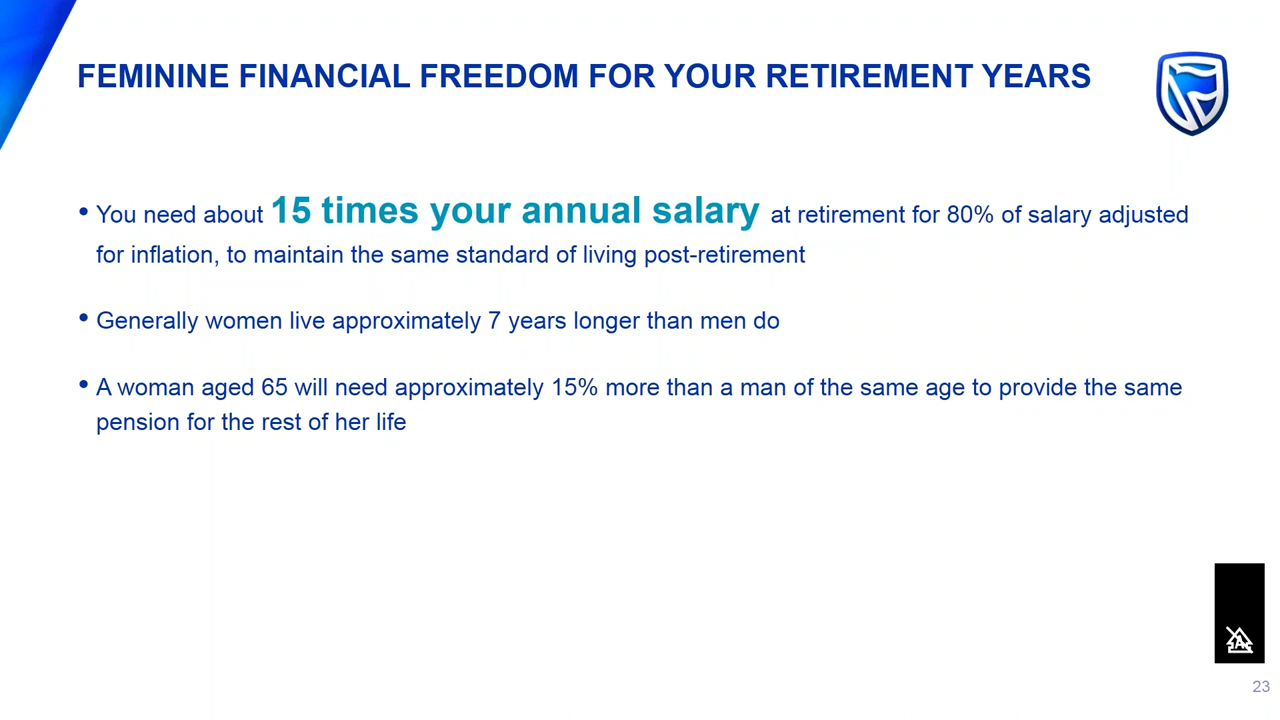 FEMININE FINANCIAL FREEDOM FOR YOUR RETIREMENT YEARS
• You need about 15 times your annual salary at retirement for 80% of salary adjusted
for inflation, to maintain the same standard of living post-retirement
• Generally women live approximately 7 years longer than men do
• A woman aged 65 will need approximately 15% more than a man of the same age to provide the same
pension for the rest of her life
23